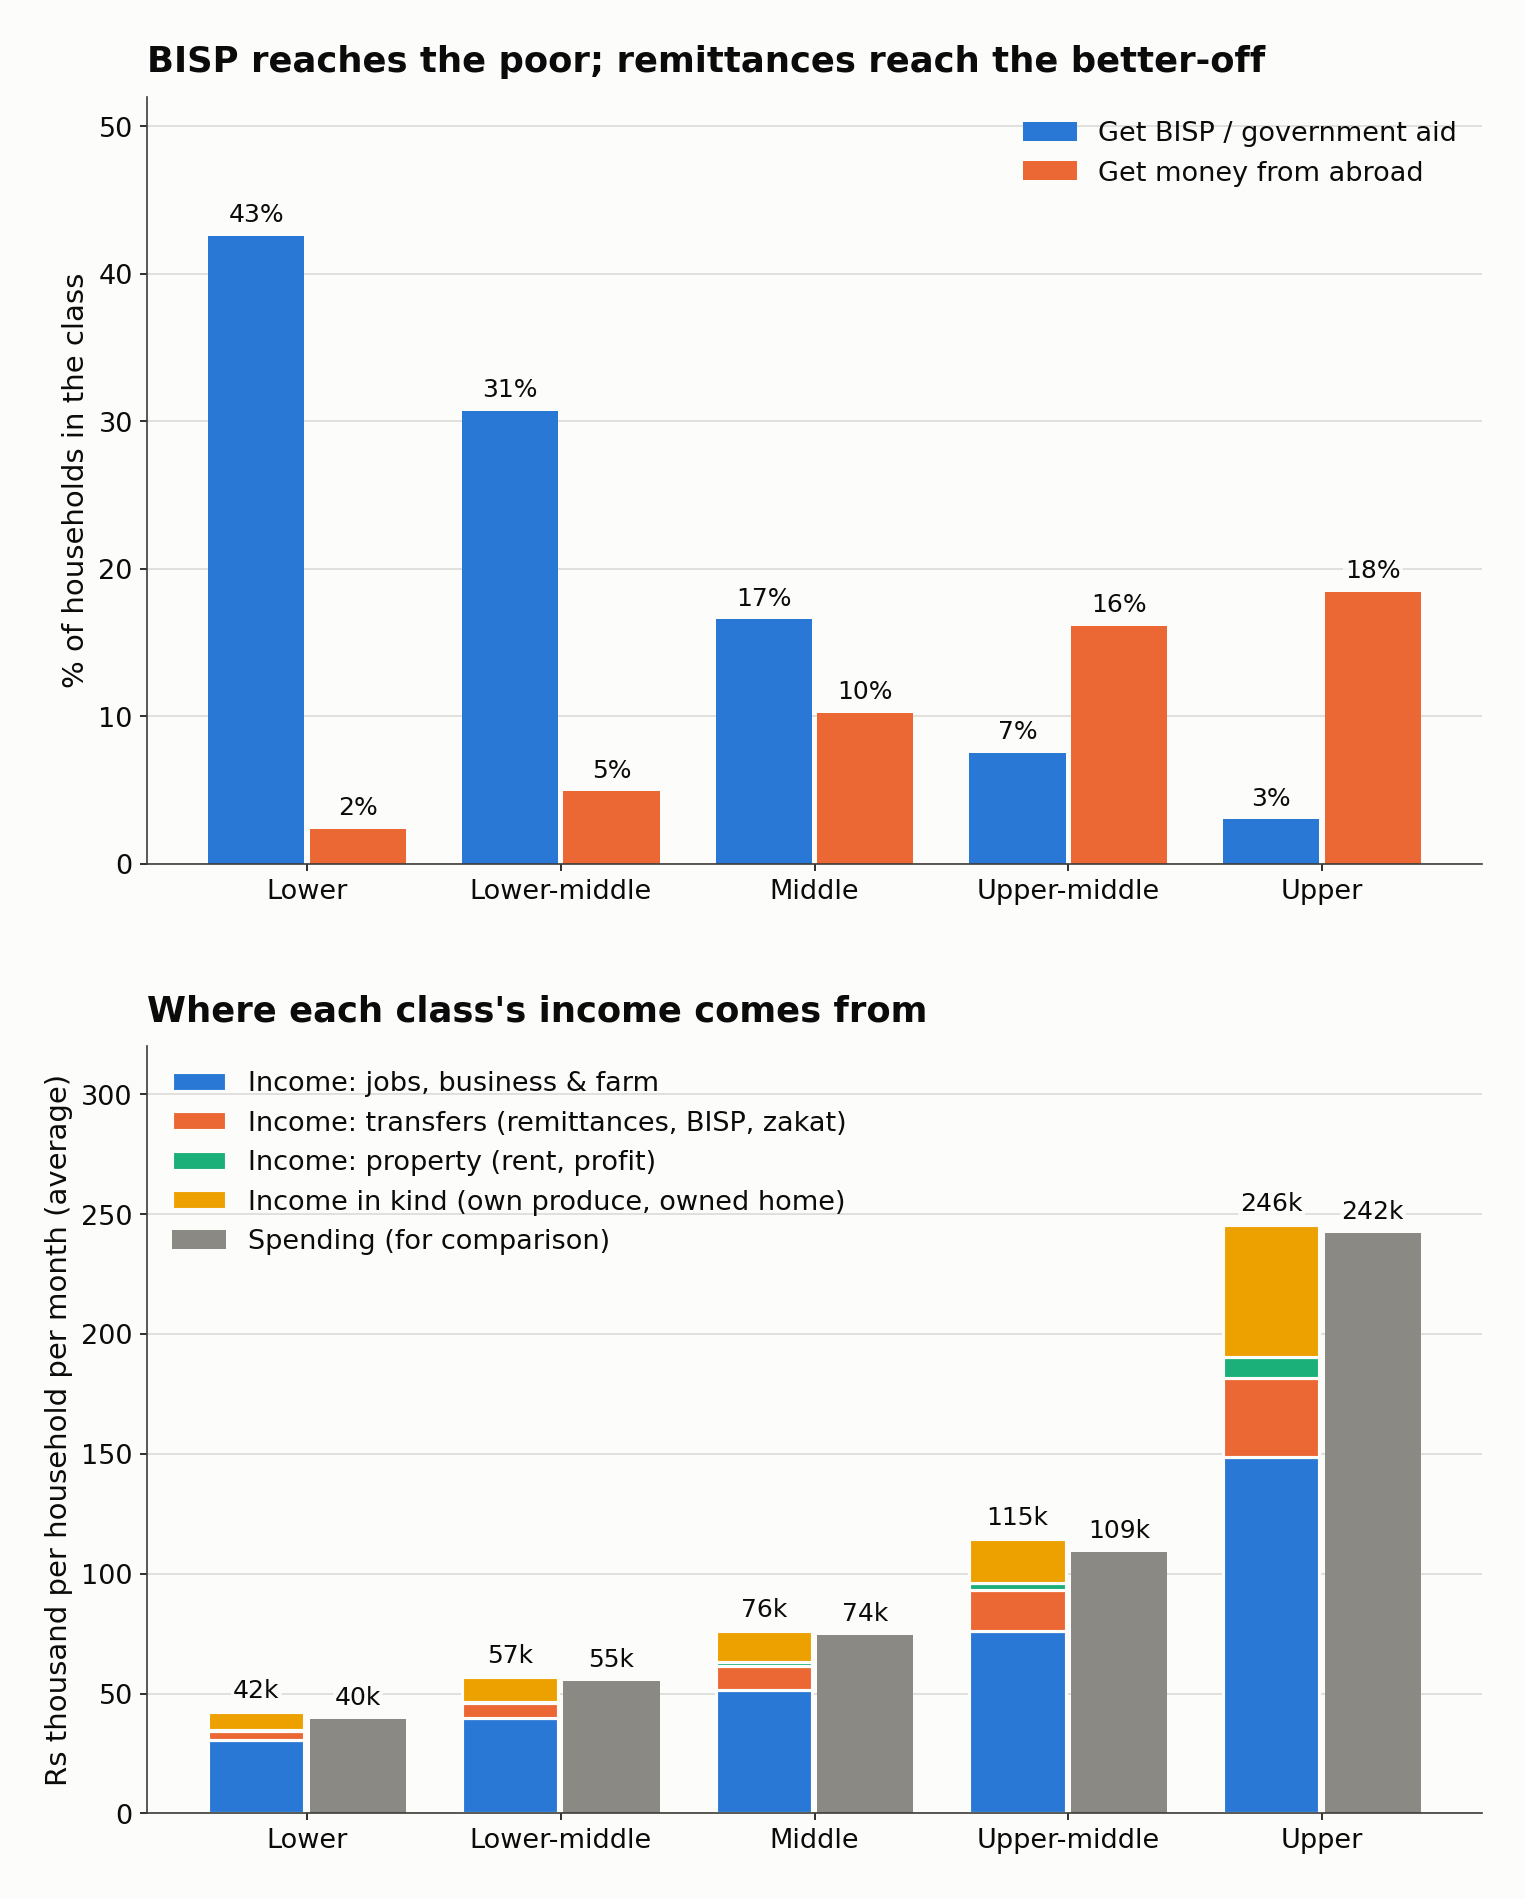 BISP reaches the poor; remittances reach the better-off
% of households in the class
50
40
30
20
10
0
Get BISP / government aid
Get money from abroad
43%
2%
31%
5%
17%
10%
7%
16%
3%
18%
Lower
Lower-middle
Middle
Upper-middle
Upper
Where each class's income comes from
Rs thousand per household per month (average)
300
250
200
150
100
50
0
Income: jobs, business & farm
Income: transfers (remittances, BISP, zakat)
Income: property (rent, profit)
Income in kind (own produce, owned home)
Spending (for comparison)
42k
40k
57k
55k
76k
74k
115k
109k
246k
242k
Lower
Lower-middle
Middle
Upper-middle
Upper